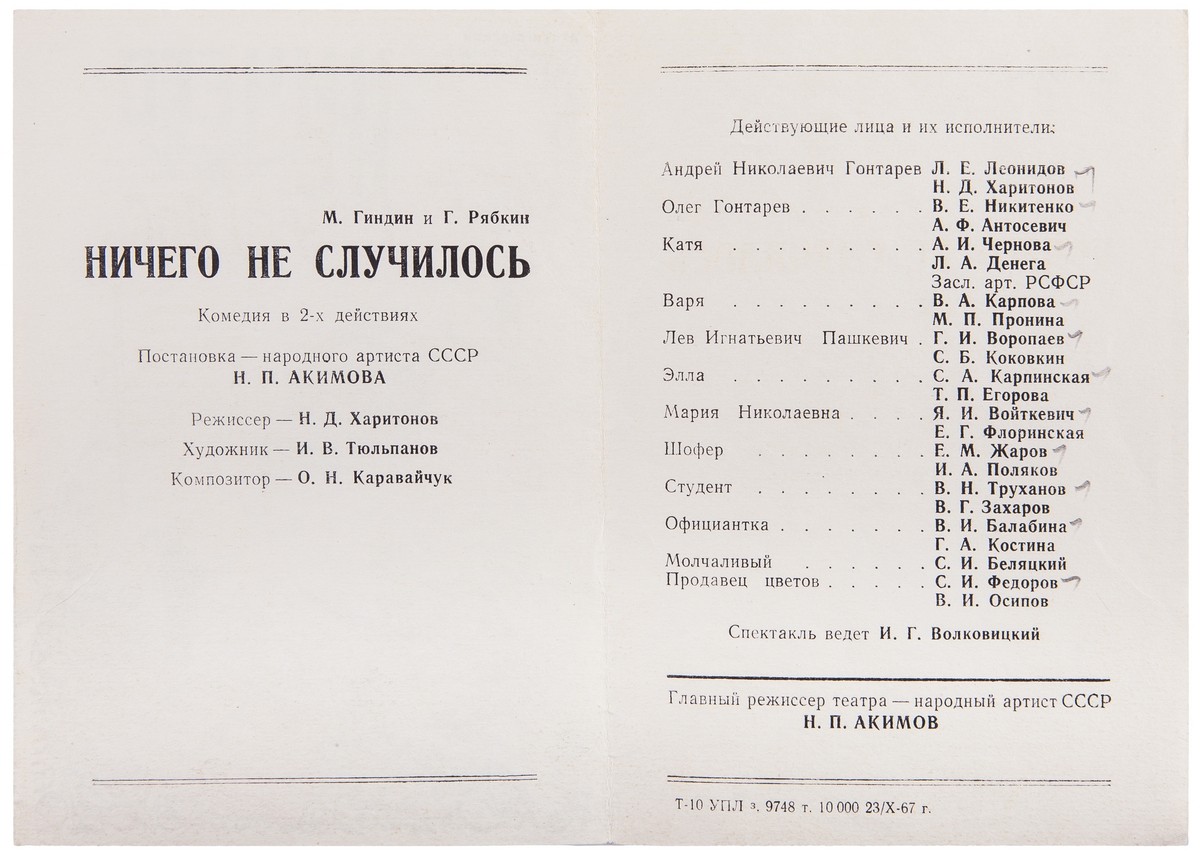 М. Гиндин и Г. Рябкин
НИЧЕГО НЕ СЛУЧИЛОСЬ
Комедия в 2-х действиях
Постановка — народного артиста СССР
Н. П. АКИМОВА
Режиссер — Н. Д. Харитонов
Художник — И. В. Тюльпанов
Композитор — О. Н. Каравайчук
Действующие лица и их исполнители:
Андрей Николаевич Гонтарев Л. Е. Леонидов
Н. Д. Харитонов
Олег Гонтарев . . . . . . . В. Е. Никитенко
А. Ф. Антосевич
Катя . . . . . . . . . . А. И. Чернова
Л. А. Денега
Засл. арт. РСФСР
Варя . . . . . . . . . . В. А. Карпова
М. П. Пронина
Лев Игнатьевич Пашкевич . Г. И. Воропаев
С. Б. Коковкин
Элла . . . . . . . . . . С. А. Карпинская
Т. П. Егорова
Мария Николаевна . . . . Я. И. Войткевич
Е. Г. Флоринская
Шофер . . . . . . . . Е. М. Жаров
И. А. Поляков
Студент . . . . . . . . В. Н. Труханов
В. Г. Захаров
Официантка . . . . . . . В. И. Балабина
Г. А. Костина
Молчаливый . . . . . . С. И. Беляцкий
Продавец цветов . . . . . С. И. Федоров
В. И. Осипов
Спектакль ведет И. Г. Волковицкий
Главный режиссер театра — народный артист СССР
Н. П. АКИМОВ
Т-10 УПЛ з. 9748 т. 10 000 23/X-67 г.